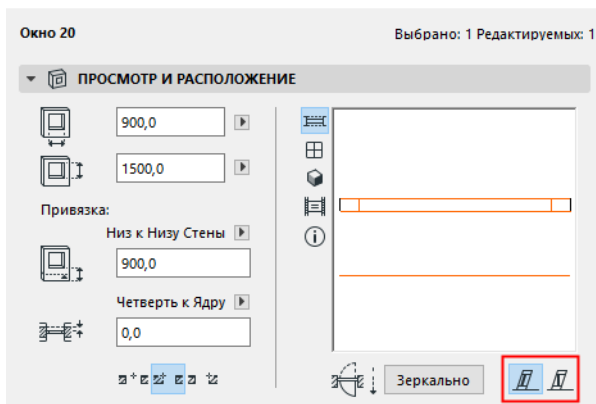 Окно 20
Выбрано: 1 Редактируемых: 1
ПРОСМОТР И РАСПОЛОЖЕНИЕ
900,0
1500,0
Привязка:
Низ к Низу Стены
900,0
Четверть к Ядру
0,0
Зеркально